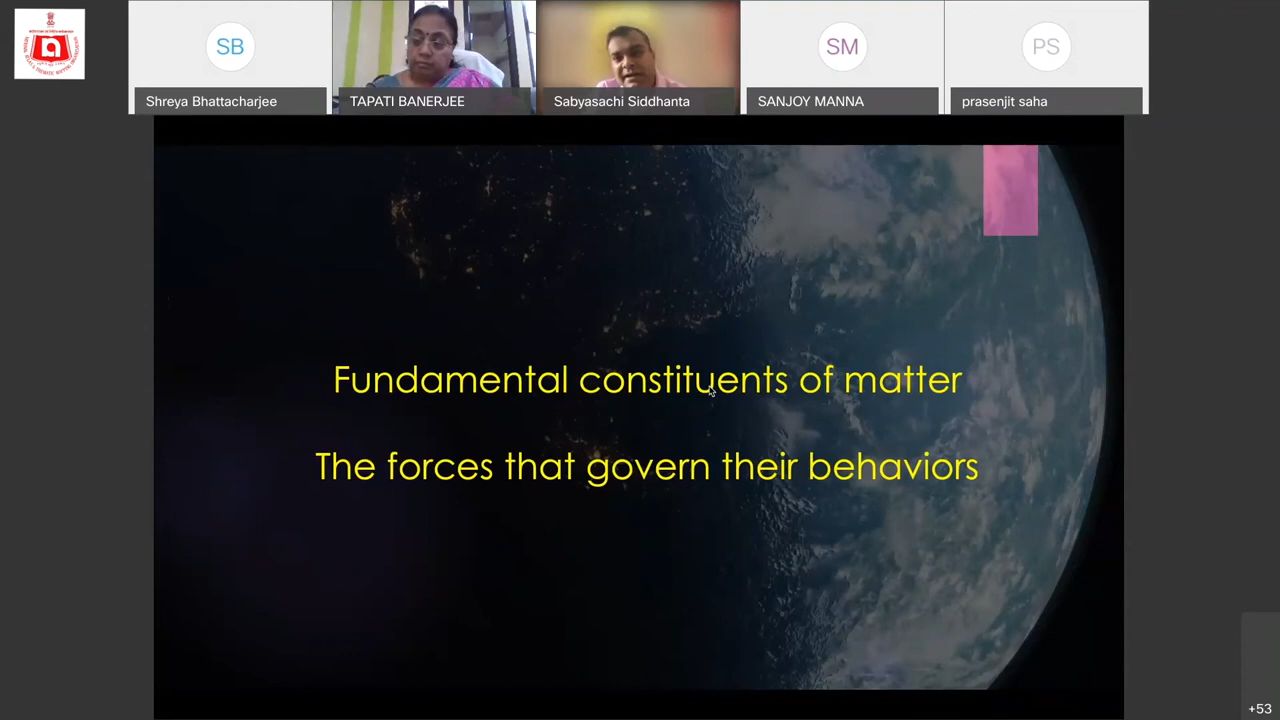 SB
SM
PS
Shreya Bhattacharjee
TAPATI BANERJEE
Sabyasachi Siddhanta
SANJOY MANNA
prasenjit saha
Fundamental constituents of matter
The forces that govern their behaviors
+53